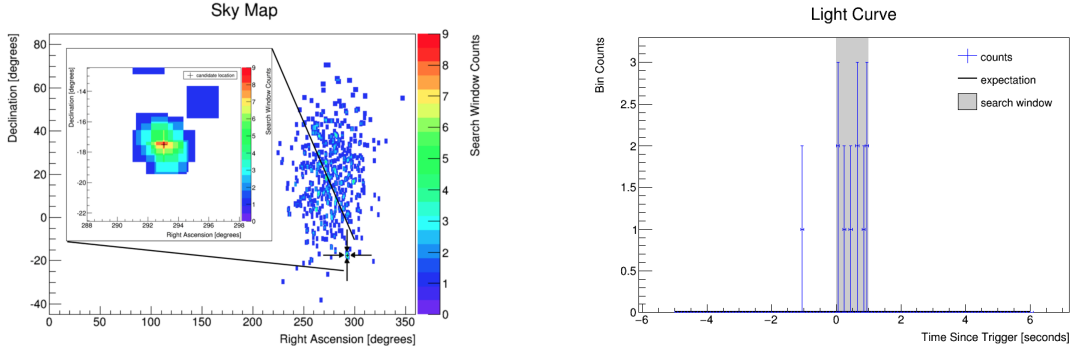 Sky Map
Declination [degrees]
80
60
40
20
0
−20
−40
0 50 100 150 200 250 300 350
Right Ascension [degrees]
Search Window Counts
9
8
7
6
5
4
3
2
1
0
candidate location
Declination [degrees]
-14
-16
-18
-20
-22
288 290 292 294 296 298
Right Ascension [degrees]
Search Window Counts
9
8
7
6
5
4
3
2
1
0
Light Curve
Bin Counts
3
2.5
2
1.5
1
0.5
0
−6 −4 −2 0 2 4 6
Time Since Trigger [seconds]
counts
expectation
search window